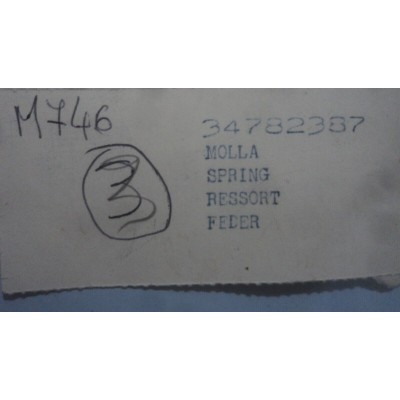 M746
3
34782387
MOLLA
SPRING
RESSORT
FEDER